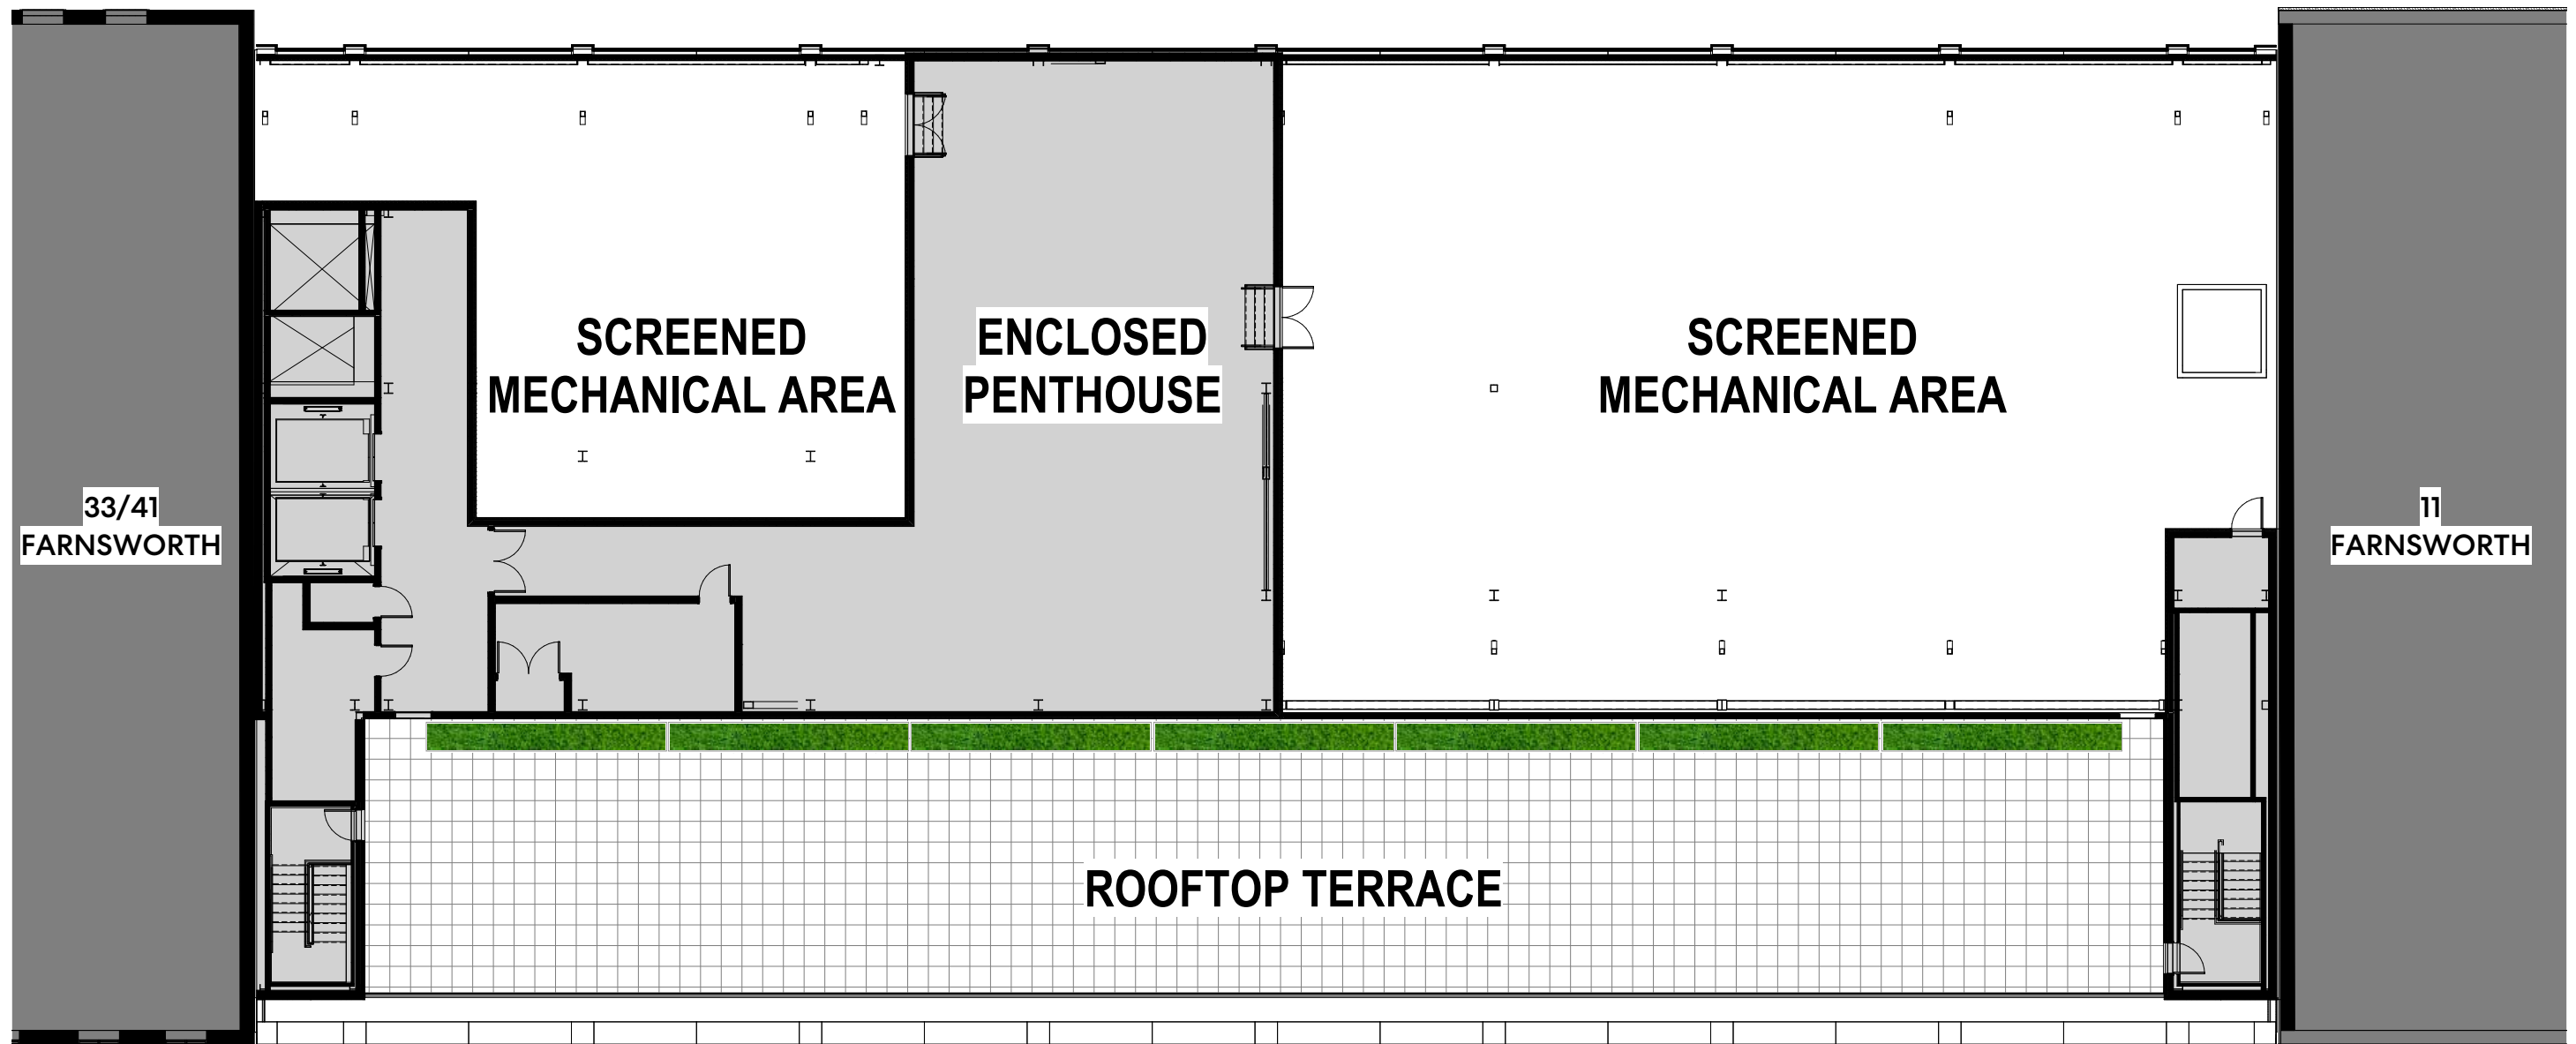 SCREENED
MECHANICAL AREA
ENCLOSED
PENTHOUSE
SCREENED
MECHANICAL AREA
33/41
FARNSWORTH
11
FARNSWORTH
ROOFTOP TERRACE